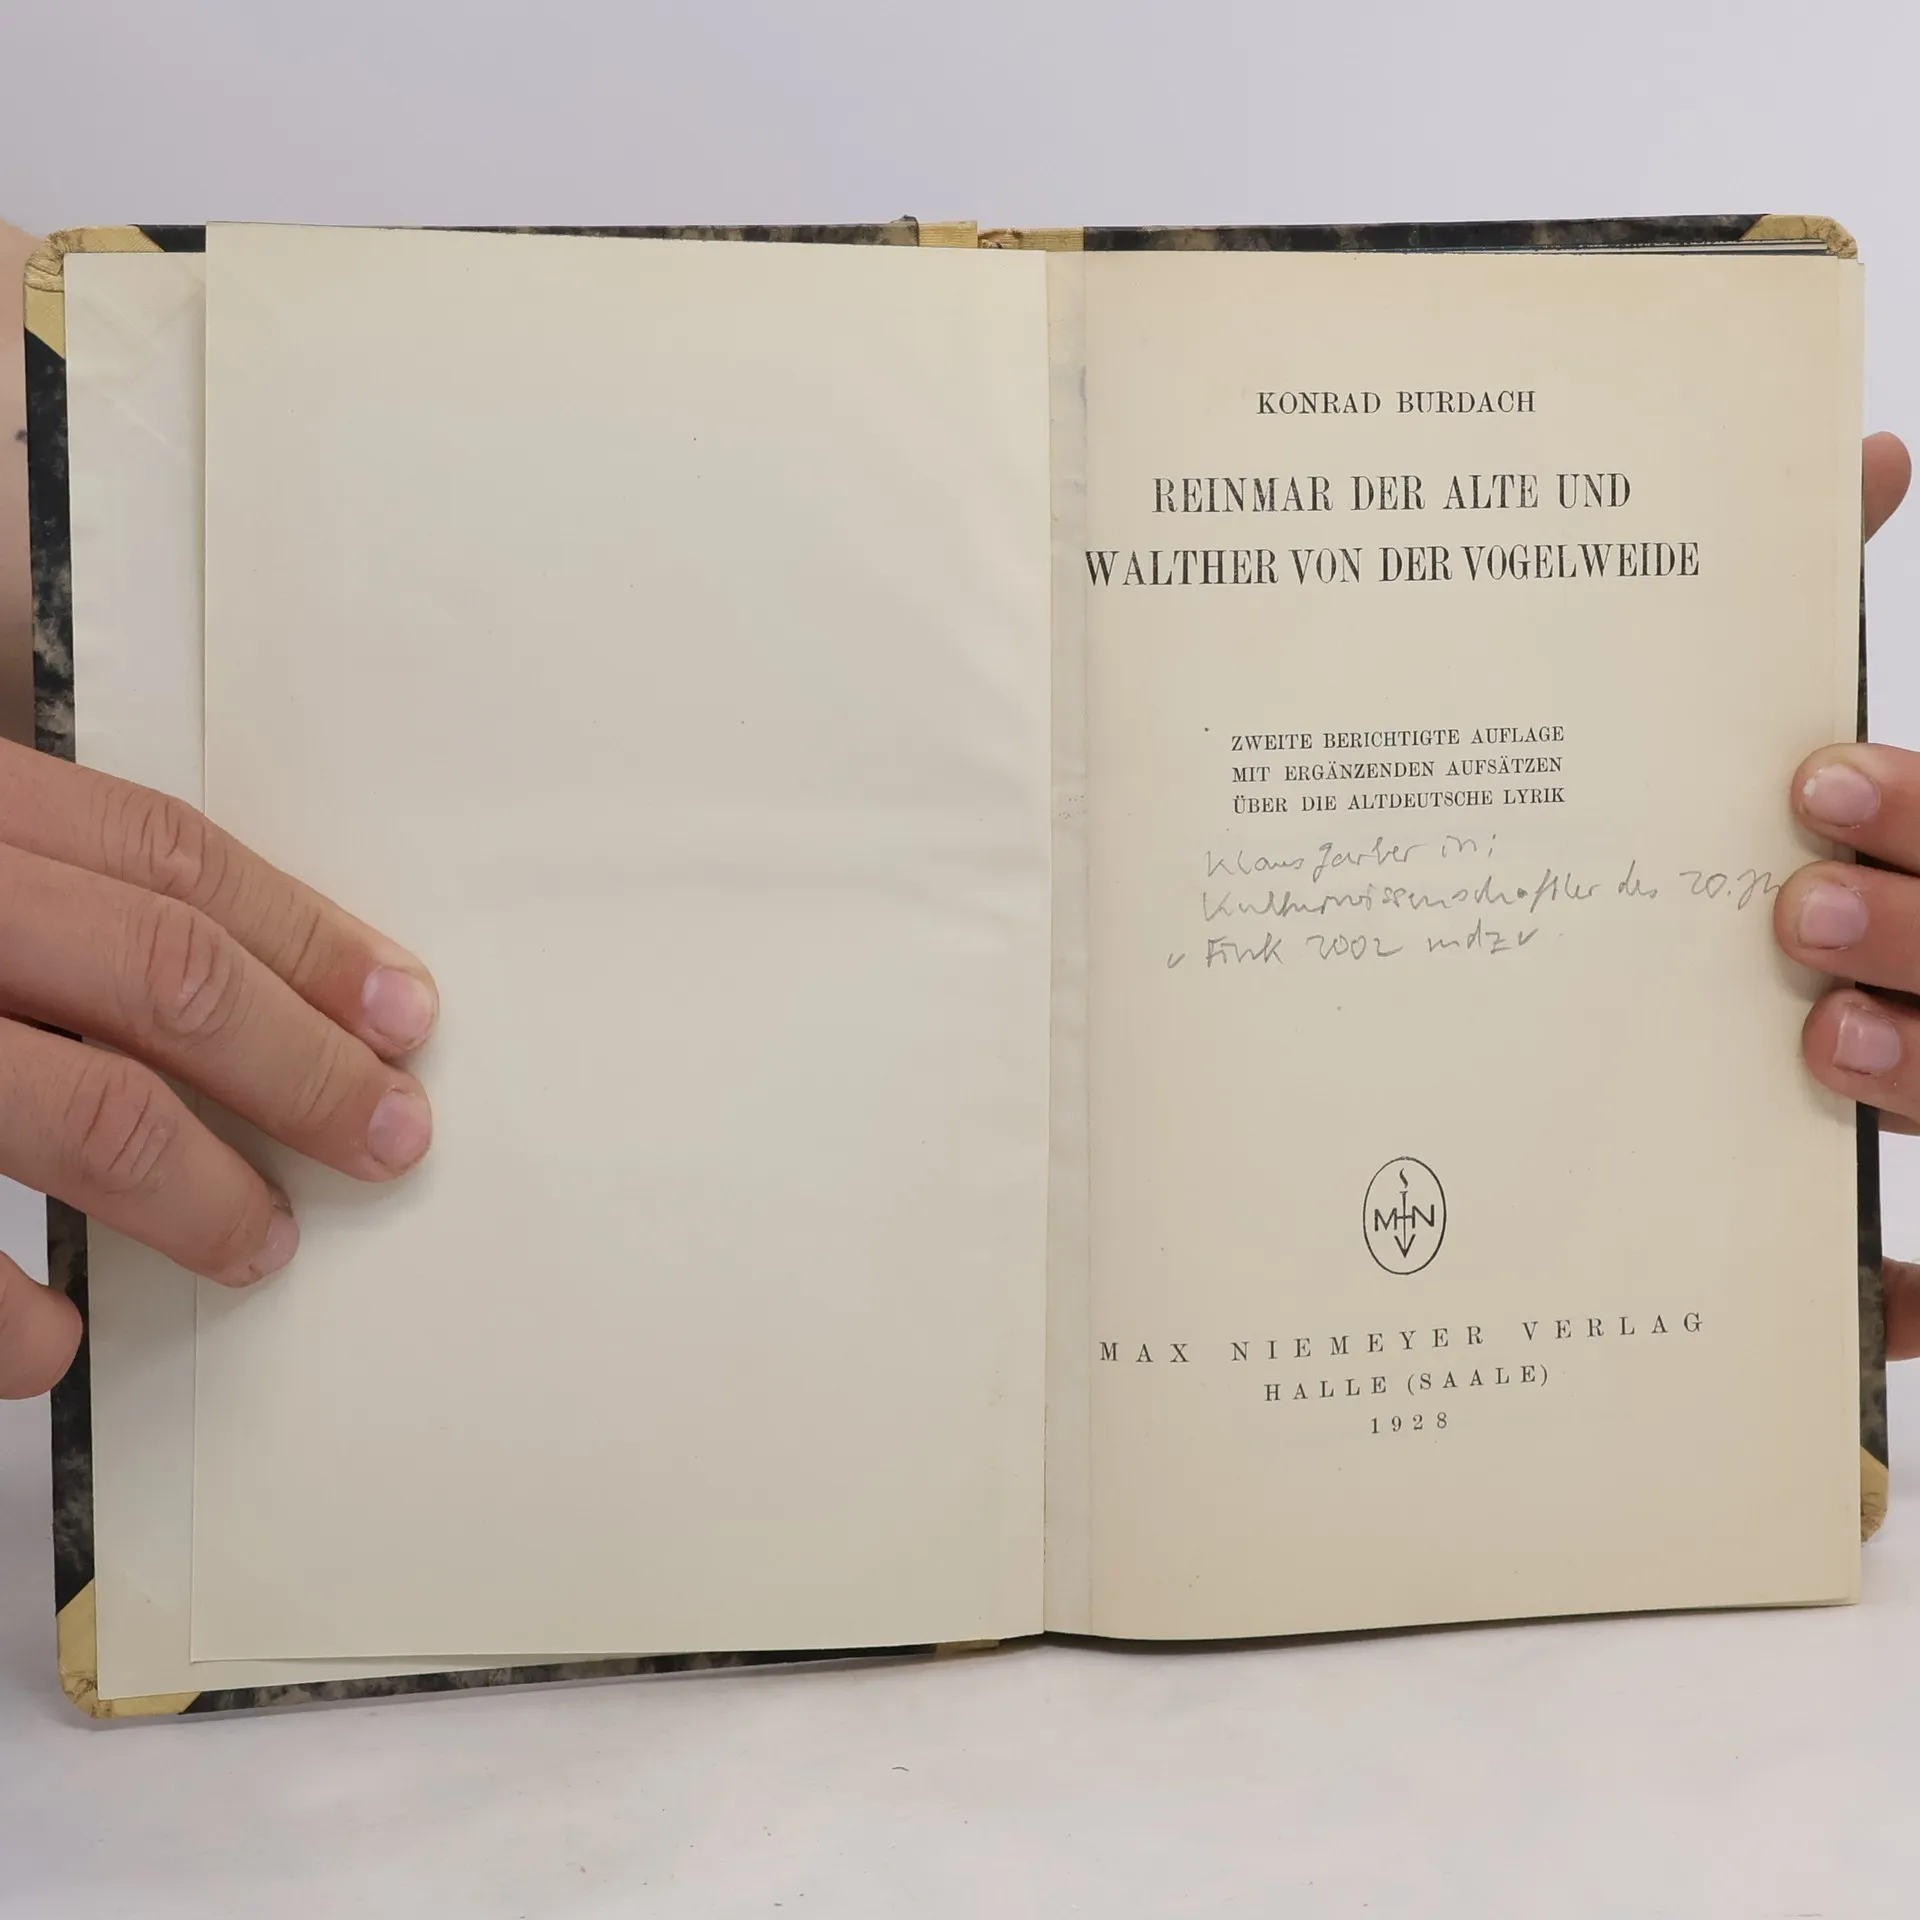 KONRAD BURDACH
REINMAR DER ALTE UND
WALTHER VON DER VOGELWEIDE
ZWEITE BERICHTIGTE AUFLAGE
MIT ERGÄNZENDEN AUFSÄTZEN
ÜBER DIE ALTDEUTSCHE LYRIK
Klaus Garber in:
Kulturwissenschaftler des 20. Jh
Fink 2002
MN
MAX NIEMEYER VERLAG
HALLE (SAALE)
1928